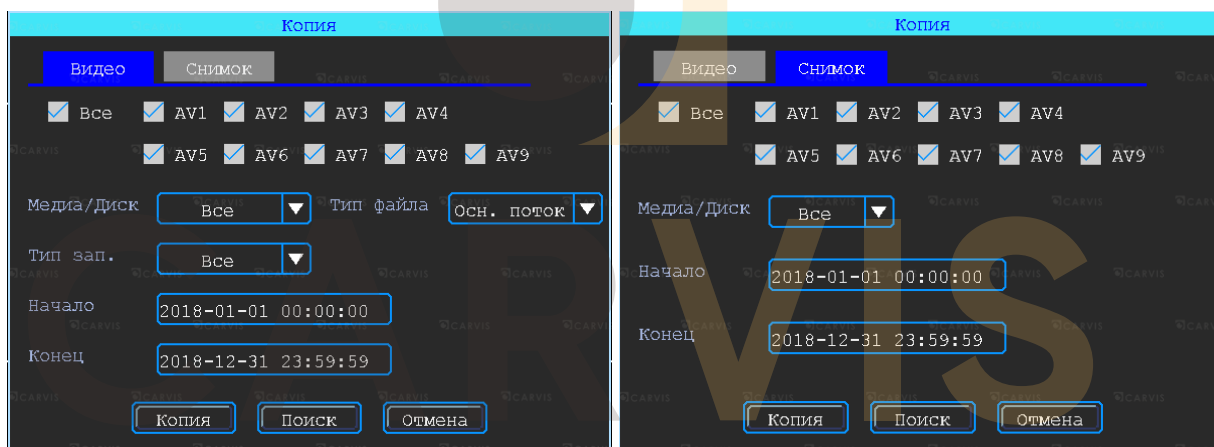 Копия
Видео Снимок
Все AV1 AV2 AV3 AV4
AV5 AV6 AV7 AV8 AV9
Медиа/Диск Все Тип файла Осн. поток
Тип зап. Все
Начало 2018-01-01 00:00:00
Конец 2018-12-31 23:59:59
Копия Поиск Отмена
Копия
Видео Снимок
Все AV1 AV2 AV3 AV4
AV5 AV6 AV7 AV8 AV9
Медиа/Диск Все
Начало 2018-01-01 00:00:00
Конец 2018-12-31 23:59:59
Копия Поиск Отмена
CARVIS